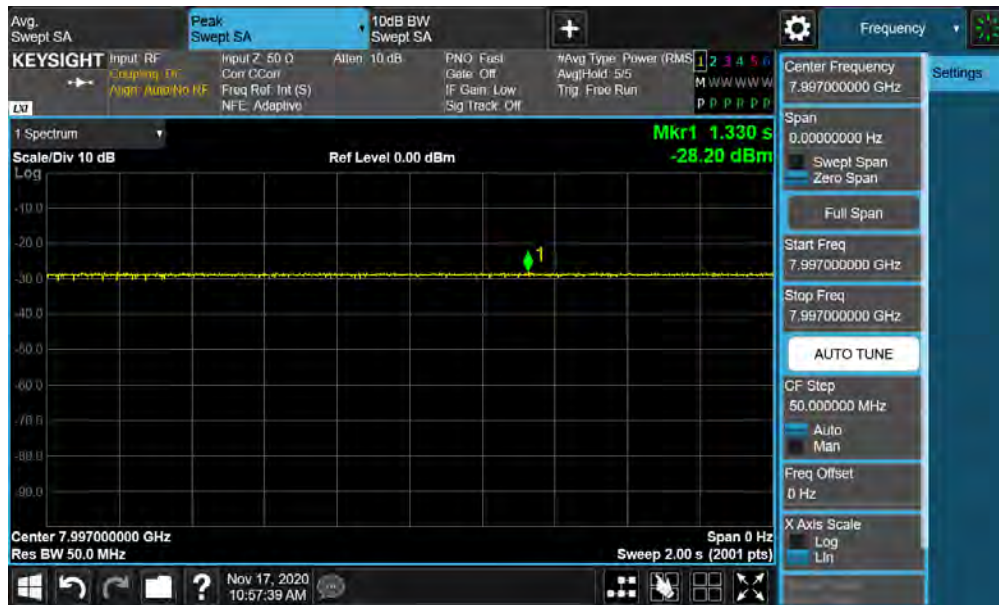 Avg.
Swept SA
Peak
Swept SA
10dB BW
Swept SA
+
Frequency
KEYSIGHT
Input: RF
Coupling: DC
Align: Auto/No RF
Input Z: 50 Ω
Corr CCorr
Freq Ref: Int (S)
NFE: Adaptive
Atten: 10 dB
PNO: Fast
Gate: Off
IF Gain: Low
Sig Track: Off
#Avg Type: Power (RMS
Avg|Hold: 5/5
Trig: Free Run
1 2 3 4 5 6
M W W W W W
P P P P P P
LXI
1 Spectrum
Scale/Div 10 dB
Ref Level 0.00 dBm
Mkr1 1.330 s
-28.20 dBm
Log
-10.0
-20.0
-30.0
-40.0
-50.0
-60.0
-70.0
-80.0
-90.0
1
Center 7.997000000 GHz
Res BW 50.0 MHz
Span 0 Hz
Sweep 2.00 s (2001 pts)
Center Frequency
7.997000000 GHz
Settings
Span
0.00000000 Hz
Swept Span
Zero Span
Full Span
Start Freq
7.997000000 GHz
Stop Freq
7.997000000 GHz
AUTO TUNE
CF Step
50.000000 MHz
Auto
Man
Freq Offset
0 Hz
X Axis Scale
Log
Lin
?
Nov 17, 2020
10:57:39 AM